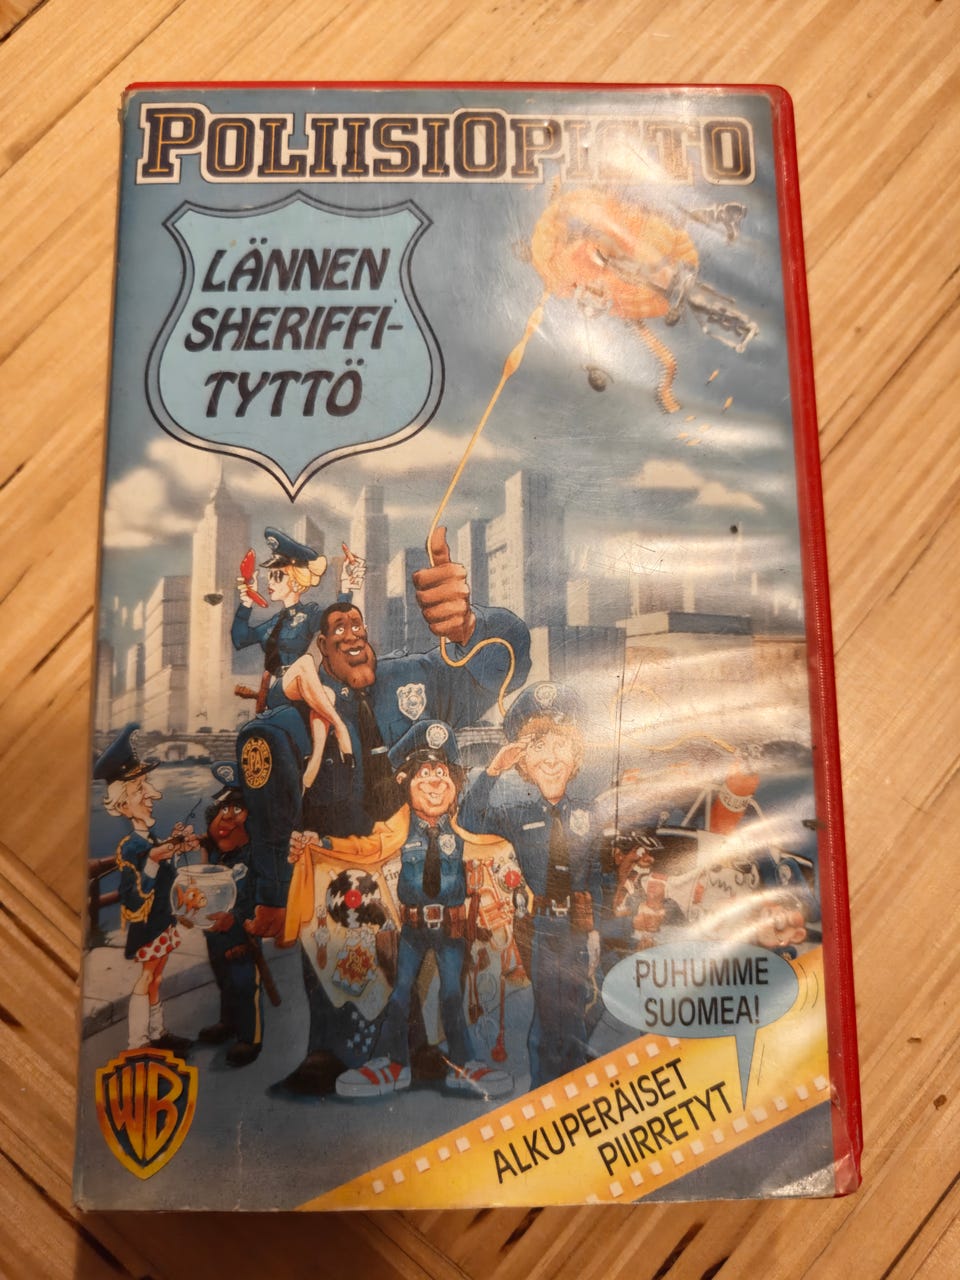 POLIISIOPISTO
LÄNNEN
SHERIFFI-
TYTTÖ
PUHUMME
SUOMEA!
ALKUPERÄISET
PIIRRETYT
WB